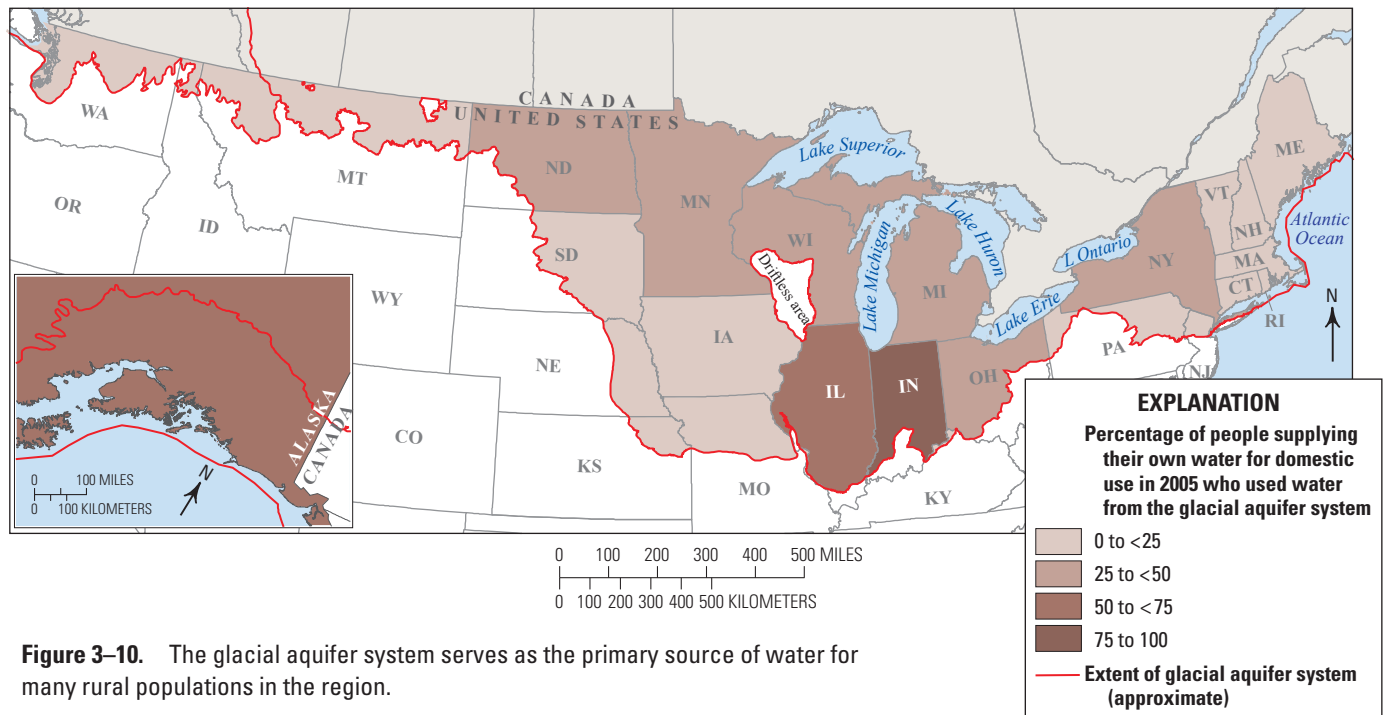 CANADA
UNITED STATES
WA
OR
ID
MT
WY
ND
SD
NE
CO
KS
MN
IA
MO
WI
Driftless area
IL
IN
MI
OH
KY
PA
NJ
NY
VT
NH
ME
MA
CT
RI
Lake Superior
Lake Michigan
Lake Huron
L Ontario
Lake Erie
Atlantic
Ocean
N
ALASKA
CANADA
N
0 100 MILES
0 100 KILOMETERS
0 100 200 300 400 500 MILES
0 100 200 300 400 500 KILOMETERS
EXPLANATION
Percentage of people supplying
their own water for domestic
use in 2005 who used water
from the glacial aquifer system
0 to <25
25 to <50
50 to <75
75 to 100
Extent of glacial aquifer system
(approximate)
Figure 3–10. The glacial aquifer system serves as the primary source of water for
many rural populations in the region.